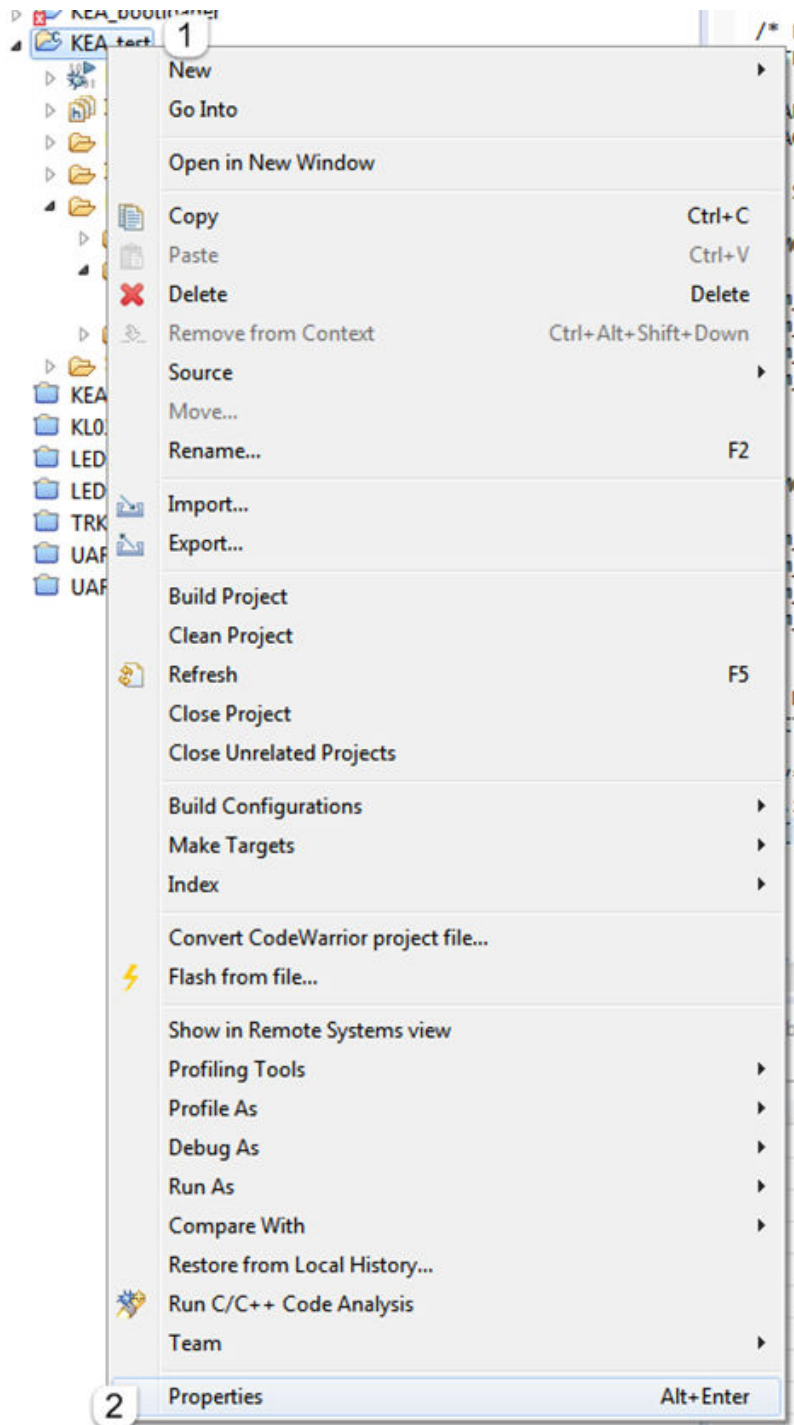 KEA_bootloader
KEA_test
1
/*
New
Go Into
Open in New Window
Copy Ctrl+C
Paste Ctrl+V
Delete Delete
Remove from Context Ctrl+Alt+Shift+Down
Source
Move...
Rename... F2
KEA
LED
LED
TRK
Import...
Export...
Build Project
Clean Project
Refresh F5
Close Project
Close Unrelated Projects
Build Configurations
Make Targets
Index
Convert CodeWarrior project file...
Flash from file...
Show in Remote Systems view
Profiling Tools
Profile As
Debug As
Run As
Compare With
Restore from Local History...
Run C/C++ Code Analysis
Team
2
Properties Alt+Enter